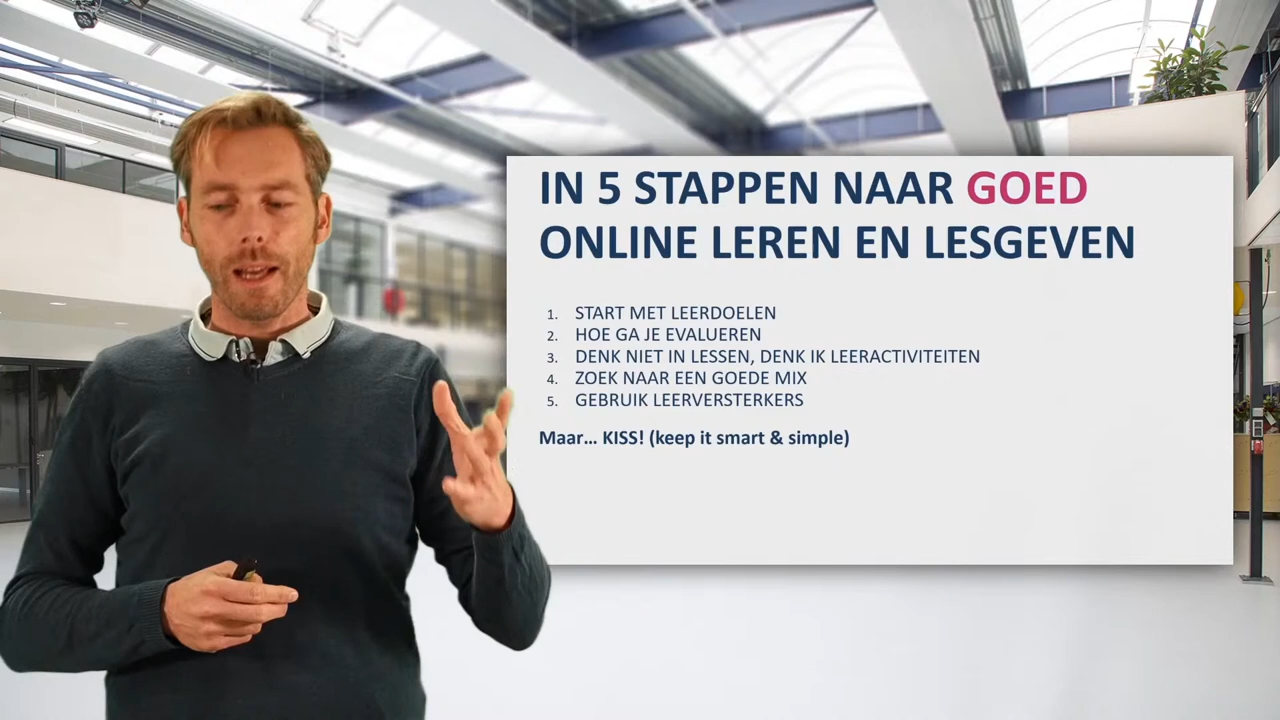 IN 5 STAPPEN NAAR GOED
ONLINE LEREN EN LESGEVEN
1. START MET LEERDOELEN
2. HOE GA JE EVALUEREN
3. DENK NIET IN LESSEN, DENK IK LEERACTIVITEITEN
4. ZOEK NAAR EEN GOEDE MIX
5. GEBRUIK LEERVERSTERKERS
Maar... KISS! (keep it smart & simple)